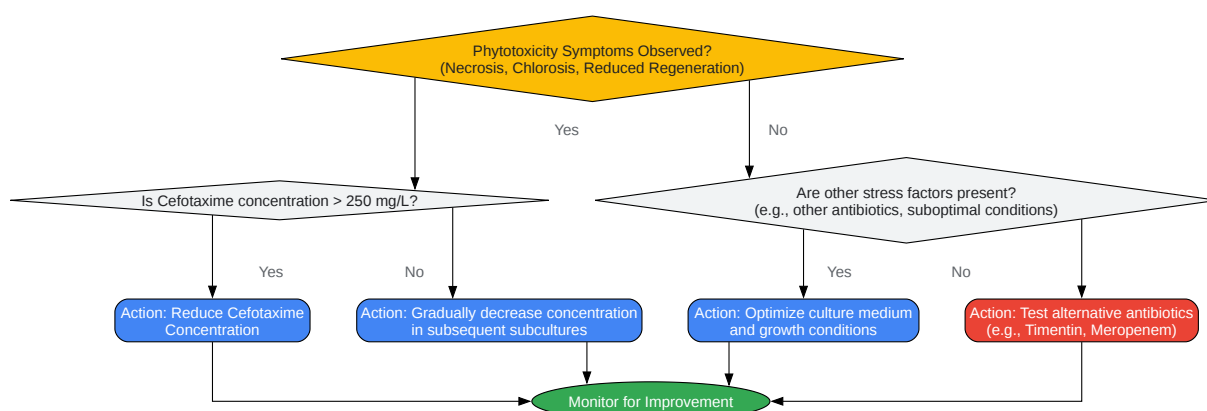 Phytotoxicity Symptoms Observed?
(Necrosis, Chlorosis, Reduced Regeneration)
Yes
No
Is Cefotaxime concentration > 250 mg/L?
Are other stress factors present?
(e.g., other antibiotics, suboptimal conditions)
Yes
No
Yes
No
Action: Reduce Cefotaxime
Concentration
Action: Gradually decrease concentration
in subsequent subcultures
Action: Optimize culture medium
and growth conditions
Action: Test alternative antibiotics
(e.g., Timentin, Meropenem)
Monitor for Improvement